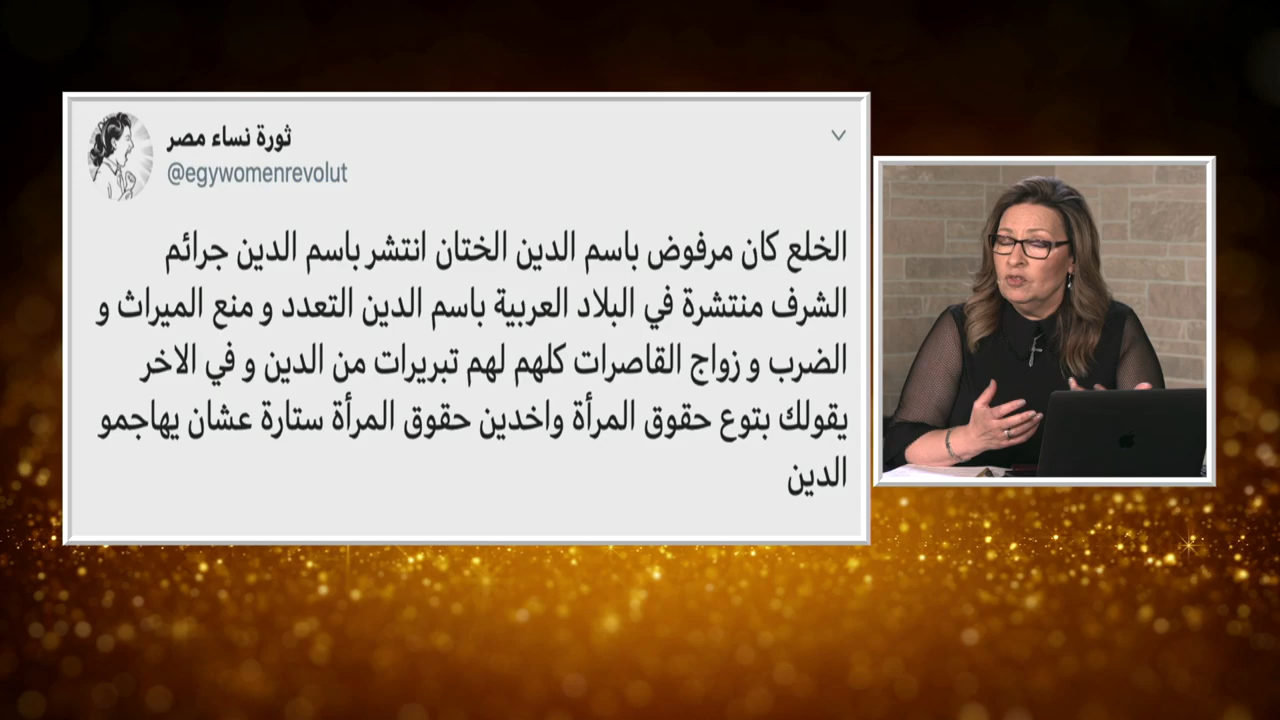 ثورة نساء مصر
@egywomenrevolut
الخلع كان مرفوض باسم الدين الختان انتشر باسم الدين جرائم
الشرف منتشرة في البلاد العربية باسم الدين التعدد و منع الميراث و
الضرب و زواج القاصرات كلهم لهم تبريرات من الدين و في الاخر
يقولك بتوع حقوق المرأة واخدين حقوق المرأة ستارة عشان يهاجمو
الدين